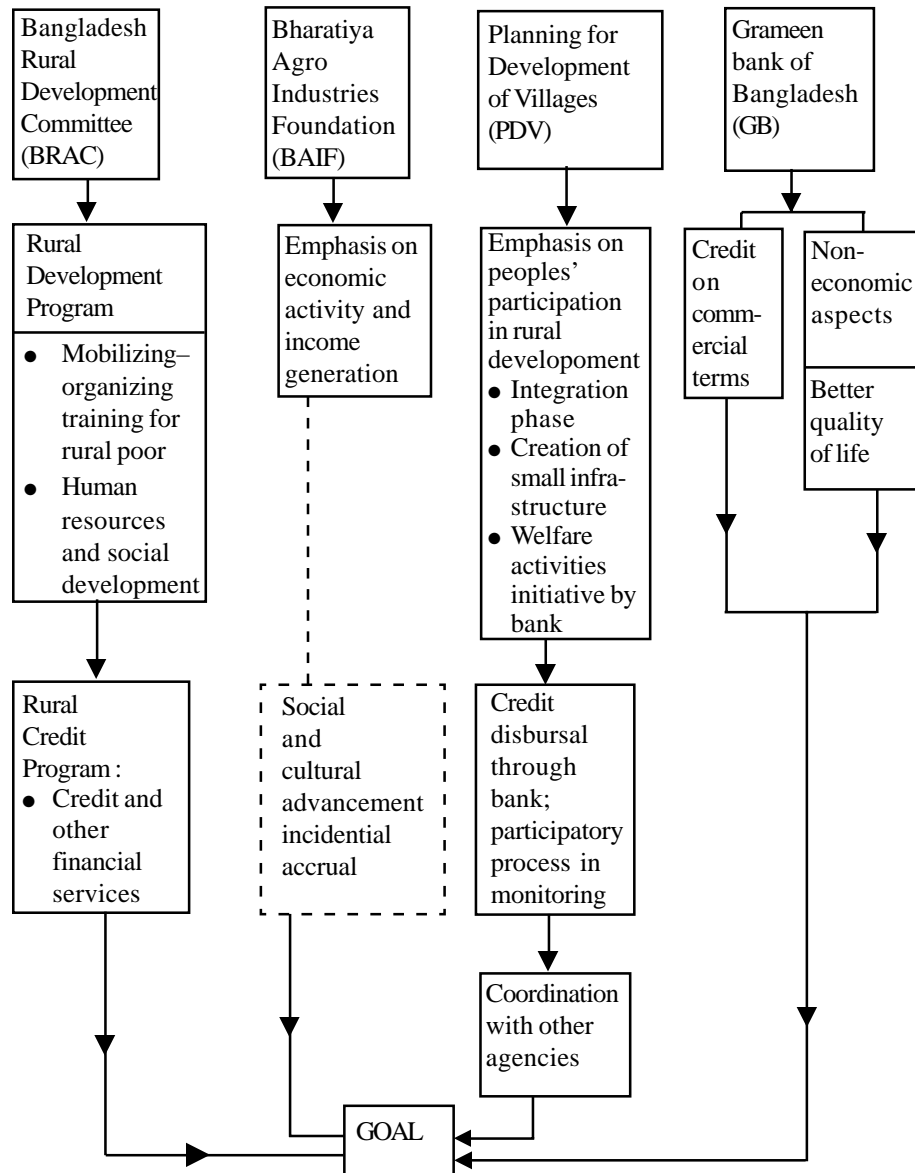 Bangladesh
Rural
Development
Committee
(BRAC)
Rural
Development
Program
● Mobilizing–
organizing
training for
rural poor
● Human
resources
and social
development
Rural
Credit
Program :
● Credit and
other
financial
services
Bharatiya
Agro
Industries
Foundation
(BAIF)
Emphasis on
economic
activity and
income
generation
Social
and
cultural
advancement
incidential
accrual
Planning for
Development
of Villages
(PDV)
Emphasis on
peoples’
participation
in rural
developoment
● Integration
phase
● Creation of
small infra-
structure
● Welfare
activities
initiative by
bank
Credit
disbursal
through
bank;
participatory
process in
monitoring
Coordination
with other
agencies
Grameen
bank of
Bangladesh
(GB)
Credit
on
comm-
ercial
terms
Non-
economic
aspects
Better
quality
of life
GOAL